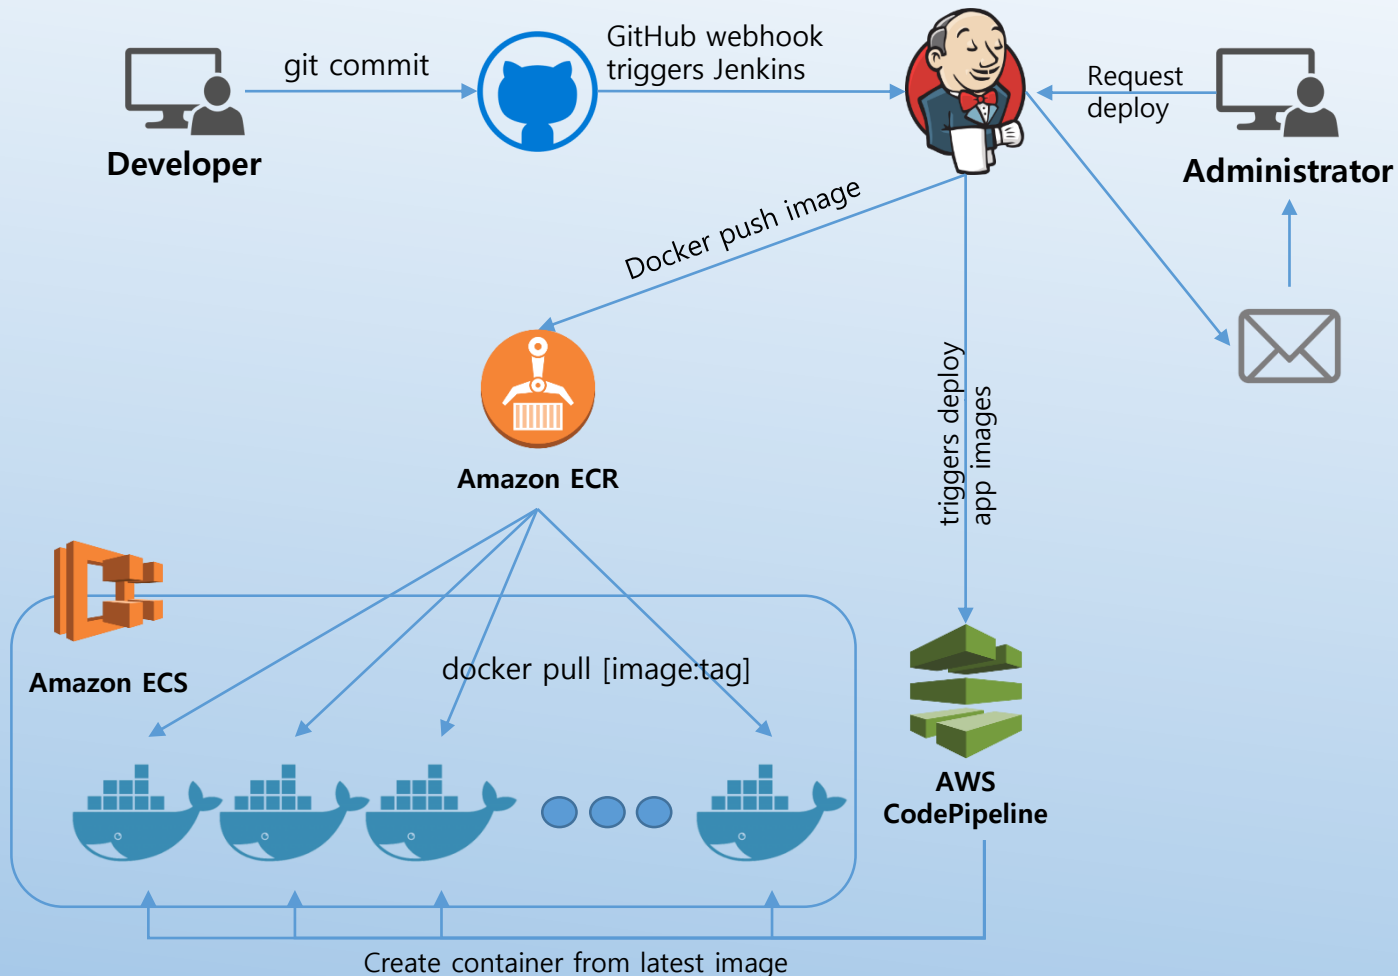 git commit
GitHub webhook
triggers Jenkins
Request
deploy
Developer
Administrator
Docker push image
triggers deploy
app images
Amazon ECR
Amazon ECS
docker pull [image:tag]
AWS
CodePipeline
Create container from latest image